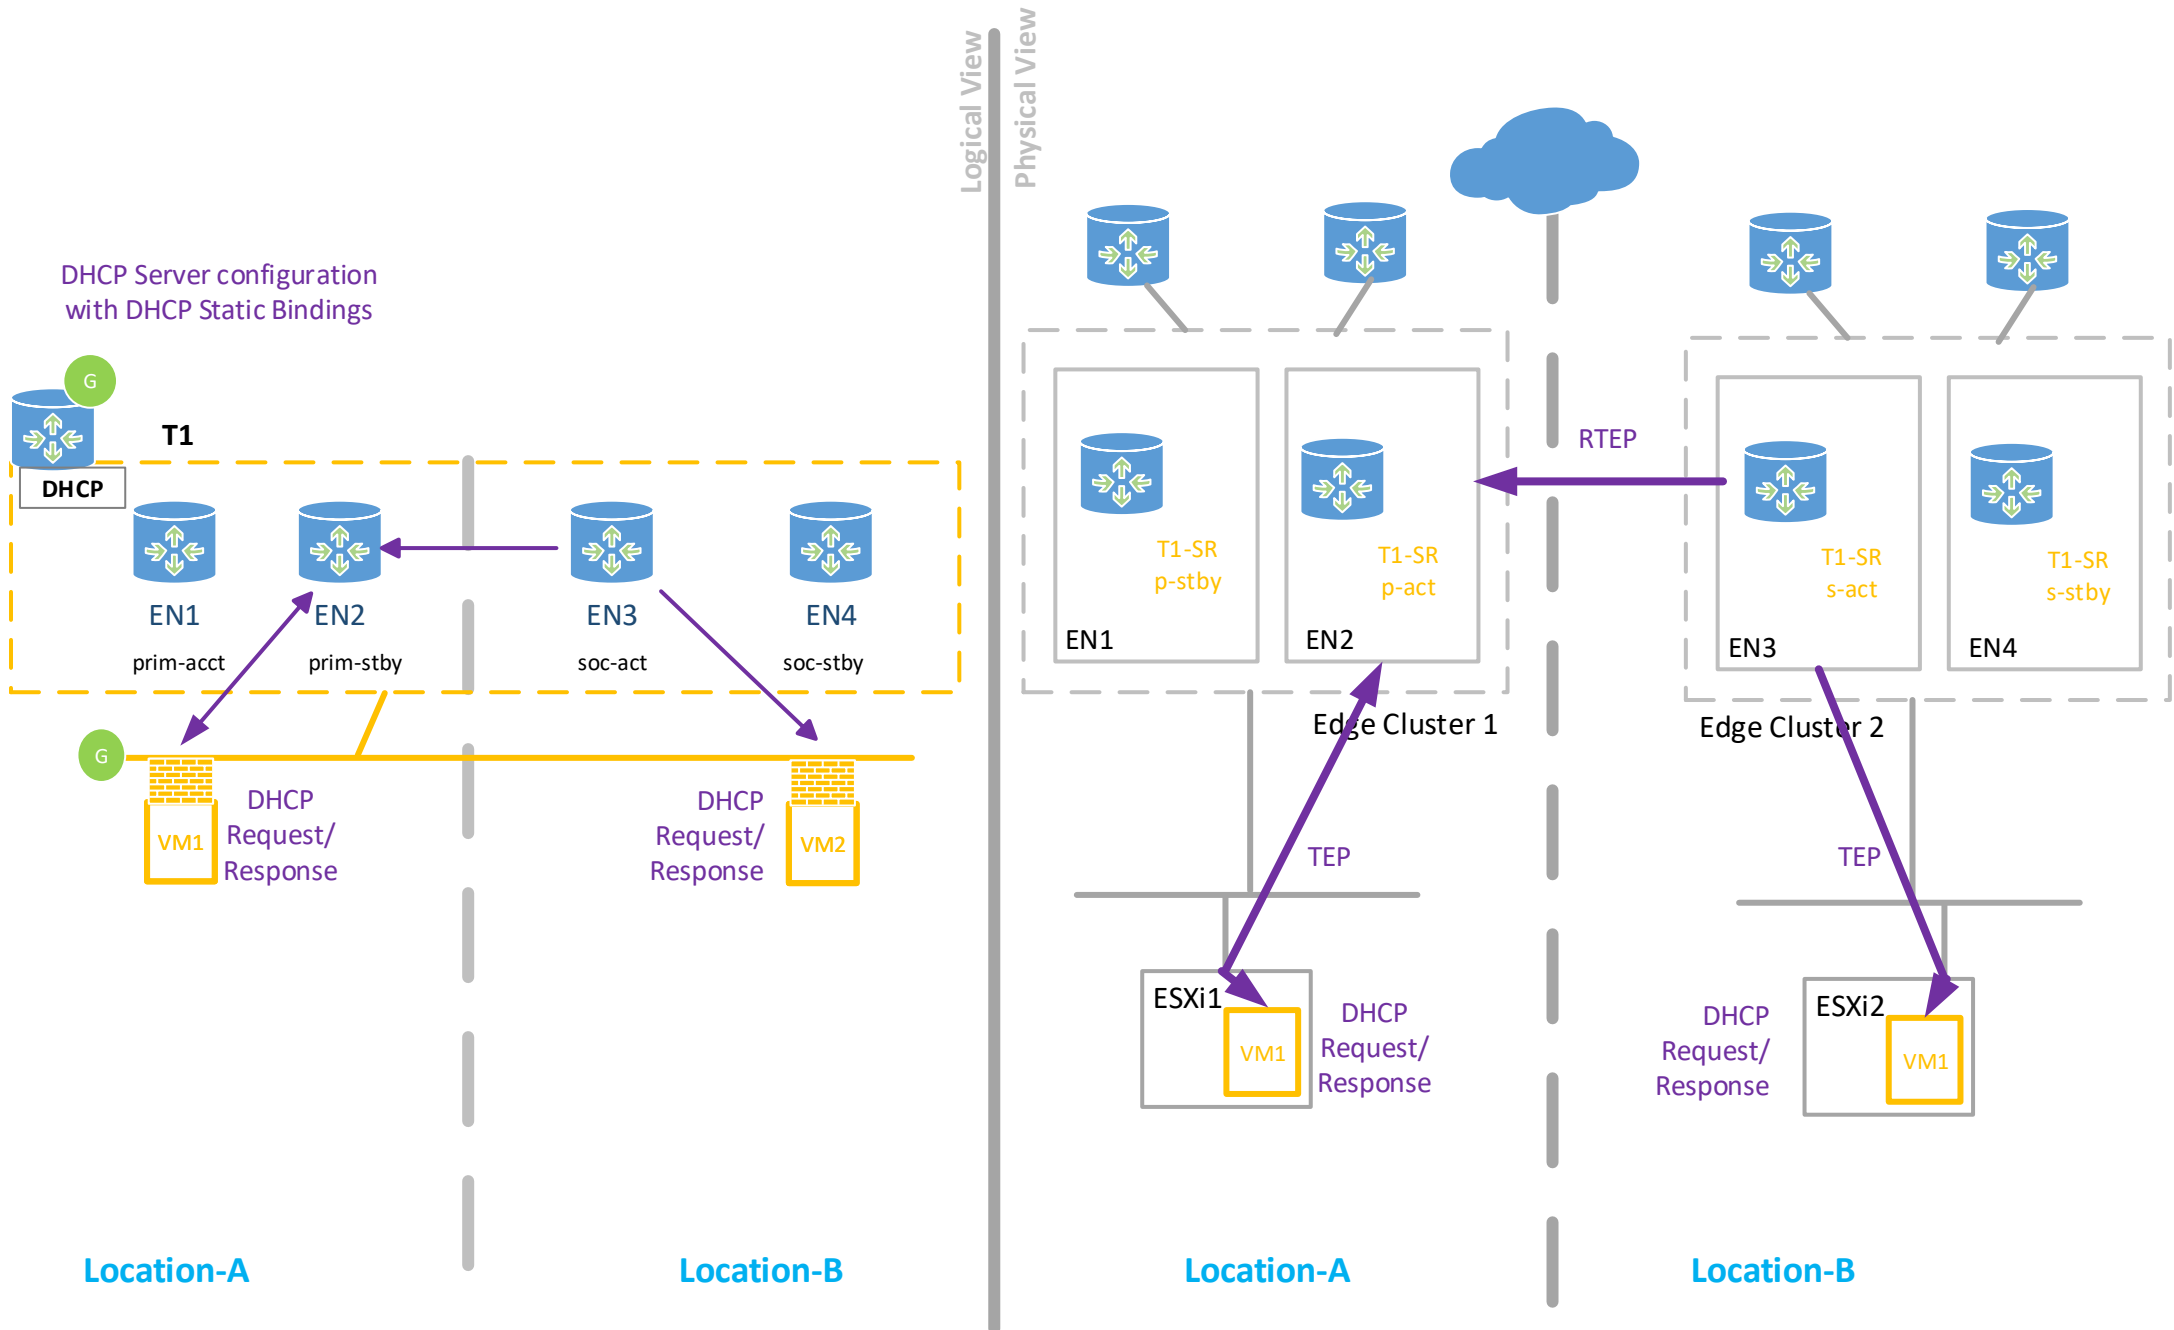 Logical View
Physical View
DHCP Server configuration
with DHCP Static Bindings
G
T1
DHCP
EN1
EN2
EN3
EN4
prim-acct
prim-stby
soc-act
soc-stby
G
VM1
DHCP
Request/
Response
DHCP
Request/
Response
VM2
Location-A
Location-B
RTEP
T1-SR
p-stby
EN1
T1-SR
p-act
EN2
T1-SR
s-act
EN3
T1-SR
s-stby
EN4
Edge Cluster 1
Edge Cluster 2
TEP
TEP
ESXi1
VM1
DHCP
Request/
Response
DHCP
Request/
Response
ESXi2
VM1
Location-A
Location-B